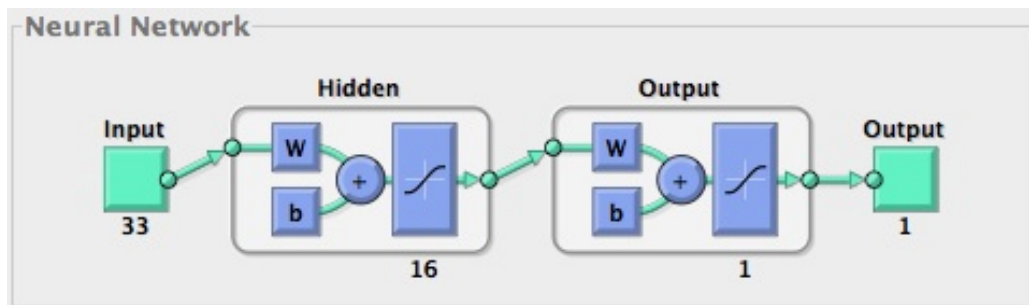 Neural Network
Hidden
Output
Input
Output
W
W
+
+
b
b
33
1
16
1